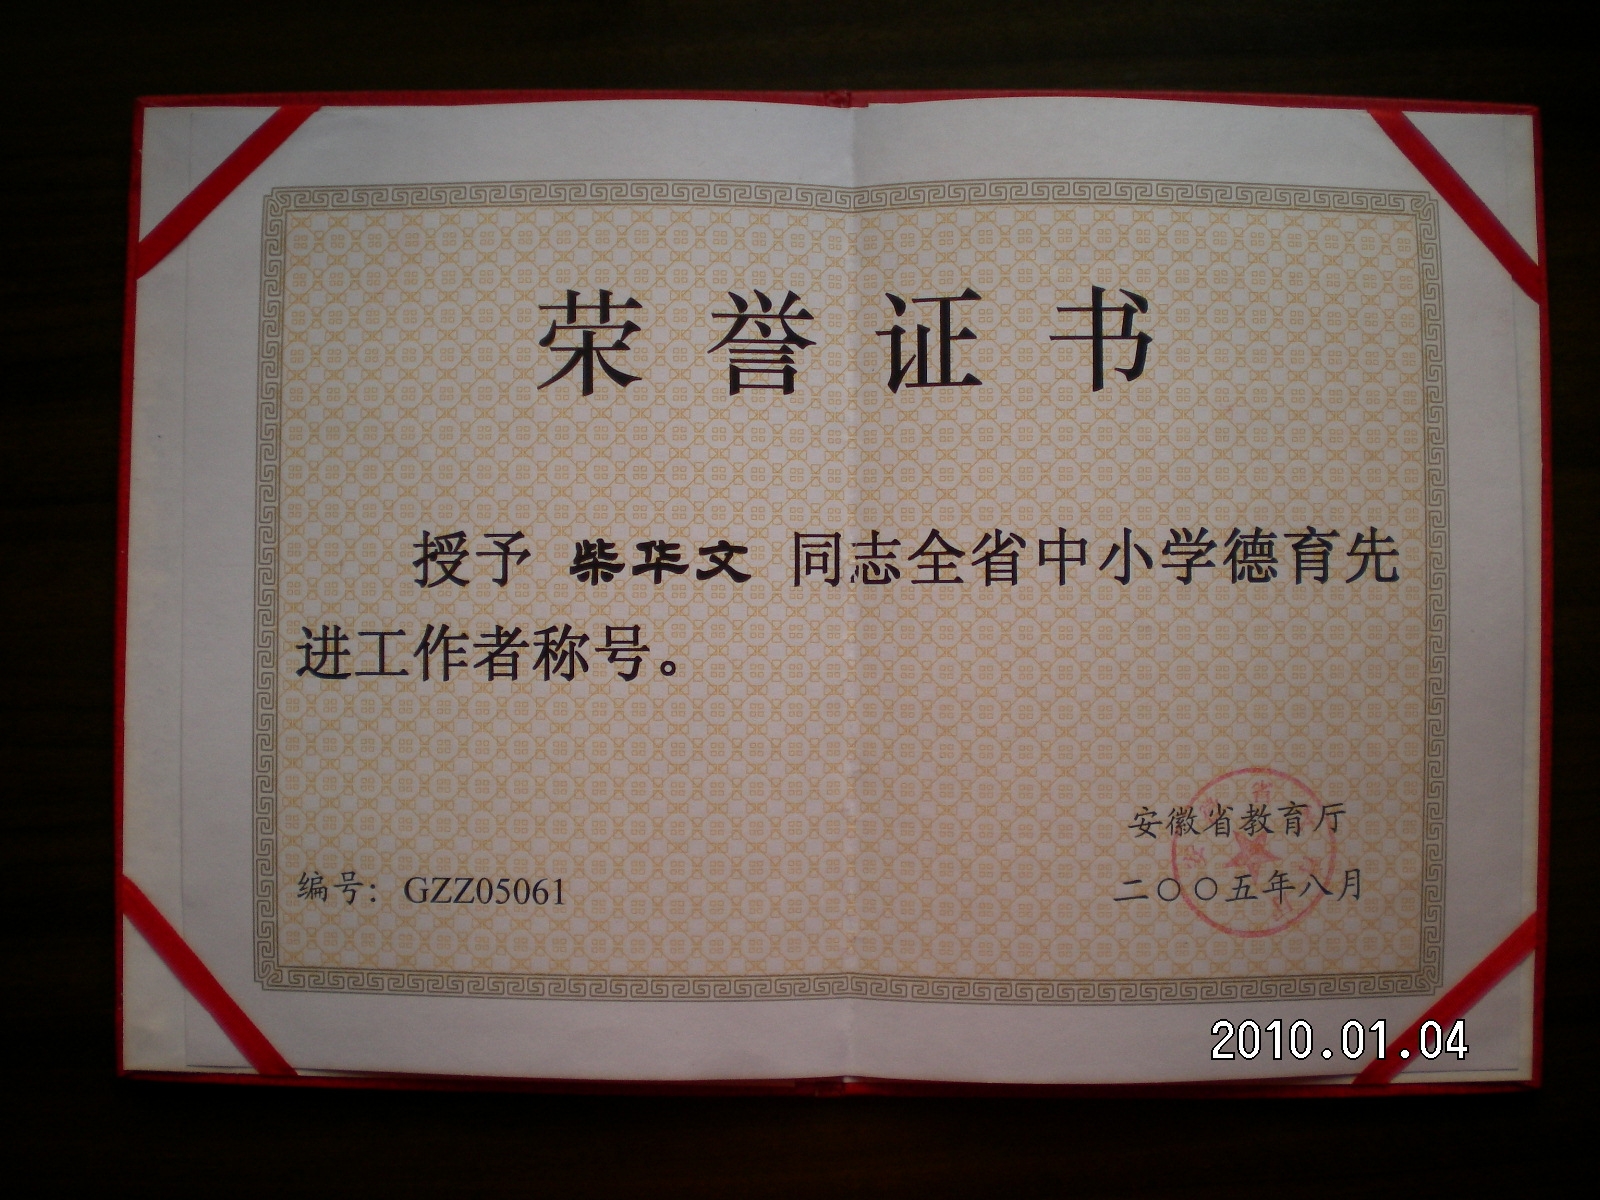 荣誉证书
授予 柴华文 同志全省中小学德育先
进工作者称号。
安徽省教育厅
编号：GZZ05061
二〇〇五年八月
2010.01.04